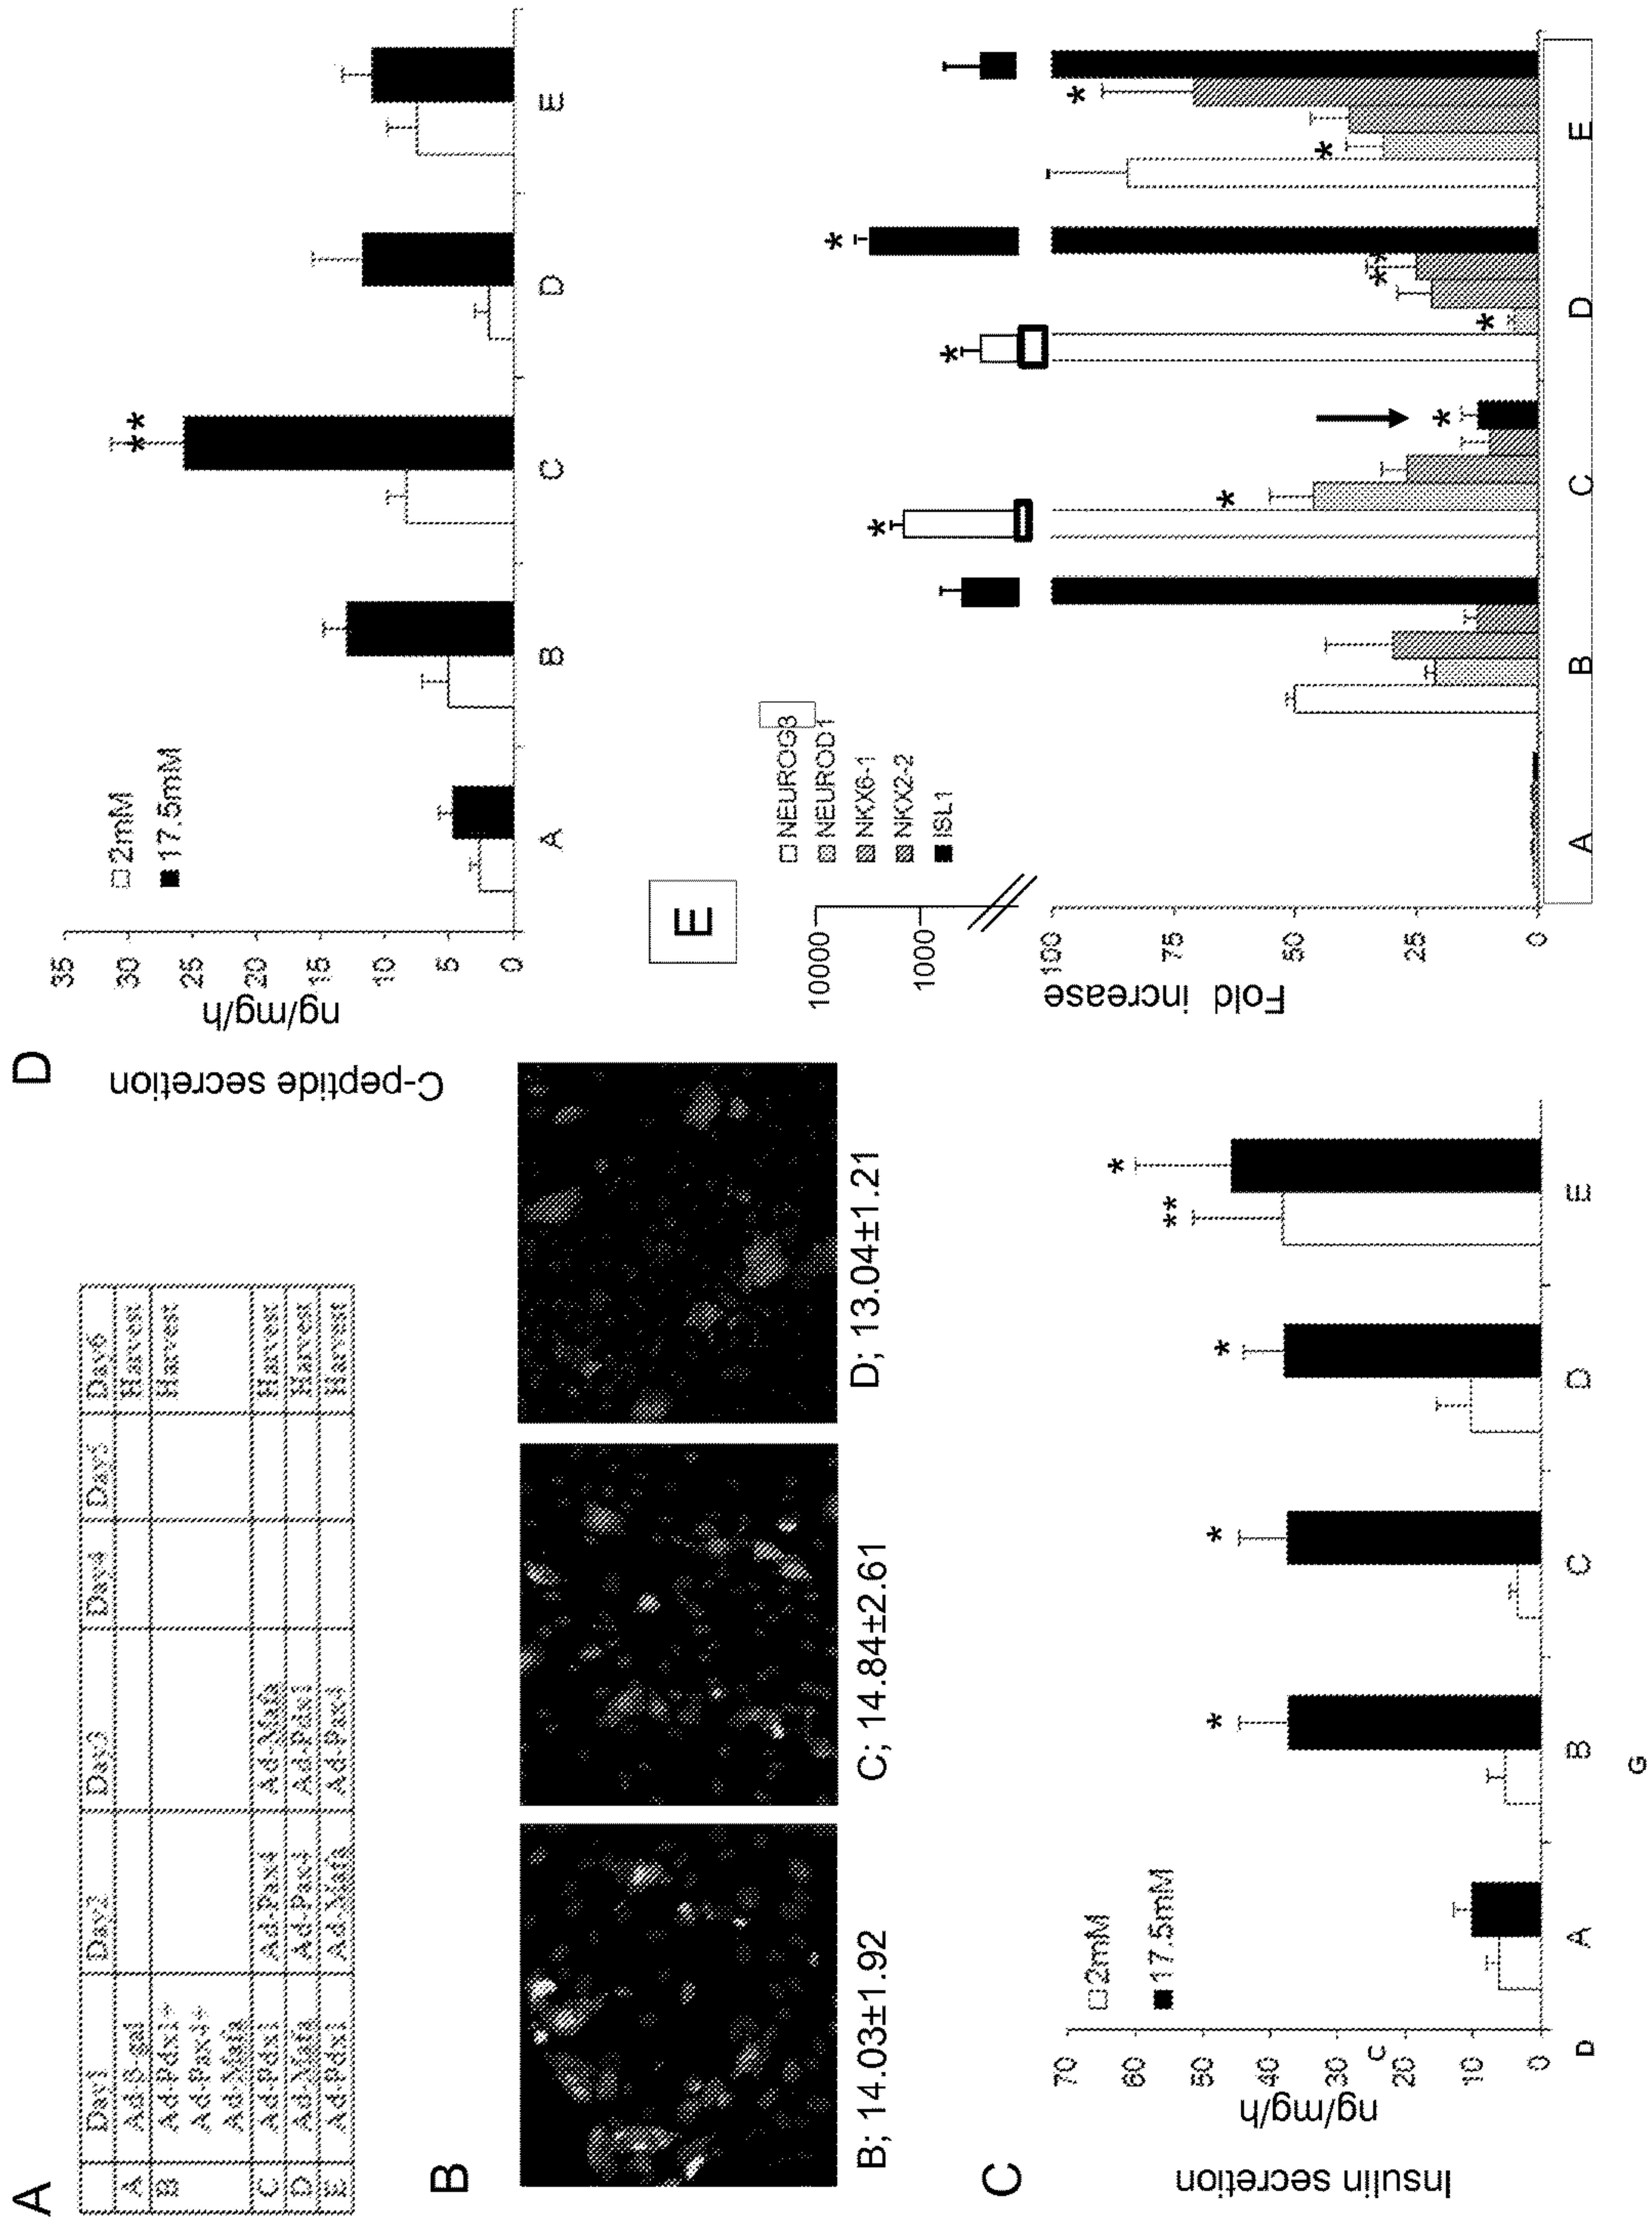 A
Day1 Day2 Day3 Day4 Day5 Day6
A Ad-β-gal Harvest
B Ad-Pdx1+ Harvest
Ad-Pax4+
Ad-Mafa
C Ad-Pdx1 Ad-Pax4 Ad-Mafa Harvest
D Ad-Mafa Ad-Pax4 Ad-Pdx1 Harvest
E Ad-Pdx1 Ad-Mafa Ad-Pax4 Harvest
B
B; 14.03±1.92
C; 14.84±2.61
D; 13.04±1.21
C
Insulin secretion
ng/mg/h
70
60
50
40
30
20
10
0
C
D
□ 2mM
■ 17.5mM
* * * ** *
A B C D E
G
D
C-peptide secretion
ng/mg/h
35
30
25
20
15
10
5
0
□ 2mM
■ 17.5mM
**
A B C D E
E
Fold increase
10000
1000
100
75
50
25
0
NEUROG3
NEUROD1
NKX6-1
NKX2-2
ISL1
* * * * * ** * * *
A B C D E